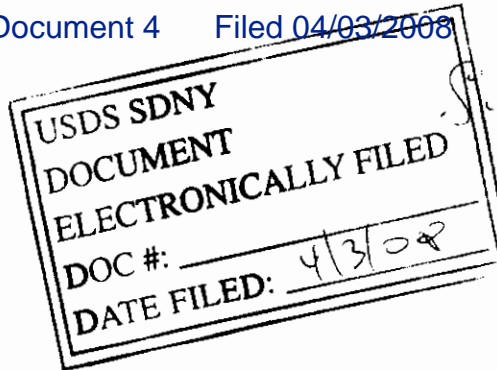 Document 4 Filed 04/03/2008
USDS SDNY
DOCUMENT
ELECTRONICALLY FILED
DOC #:
DATE FILED: 4/3/08